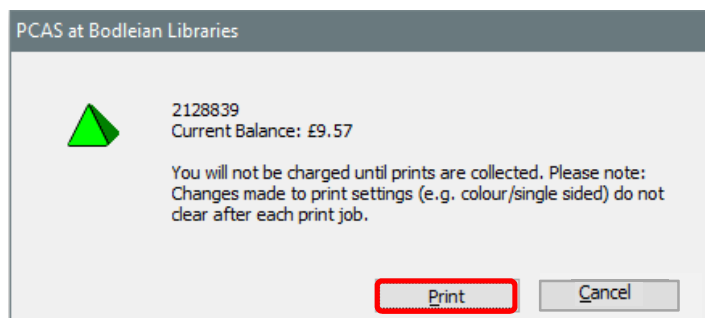 PCAS at Bodleian Libraries
2128839
Current Balance: £9.57
You will not be charged until prints are collected. Please note:
Changes made to print settings (e.g. colour/single sided) do not
clear after each print job.
Print
Cancel